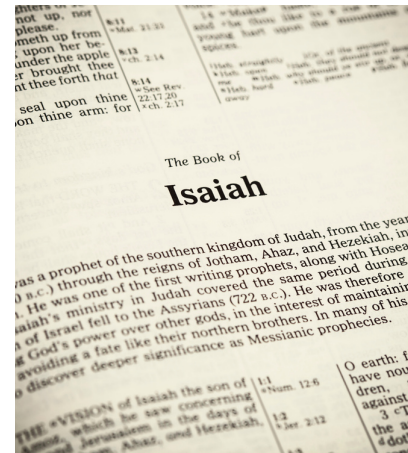 not up, nor
please.
ometh up from
upon her be-
under the apple
er brought thee
nt thee forth that
seal upon thine
on thine arm: for
8:11
Mat. 21:33
8:13
ch. 2:14
8:14
See Rev.
22:17,20
ch. 2:17
young hart upon the mountains
spices.
The Book of
Isaiah
was a prophet of the southern kingdom of Judah, from the year
B.C.) through the reigns of Jotham, Ahaz, and Hezekiah, in
. He was one of the first writing prophets, along with Hosea
aiah's ministry in Judah covered the same period during
of Israel fell to the Assyrians (722 B.C.). He was therefore
g God's power over other gods, in the interest of maintainin
avoiding a fate like their northern brothers. In many of his
o discover deeper significance as Messianic prophecies.
THE VISION of Isaiah the son of
which he saw concerning
Jerusalem in the days of
Ahaz, and Hezekiah,
1:1
Num. 12:6
1:2
Jer. 2:12
O earth: f
have nou
dren,
against
3
the a